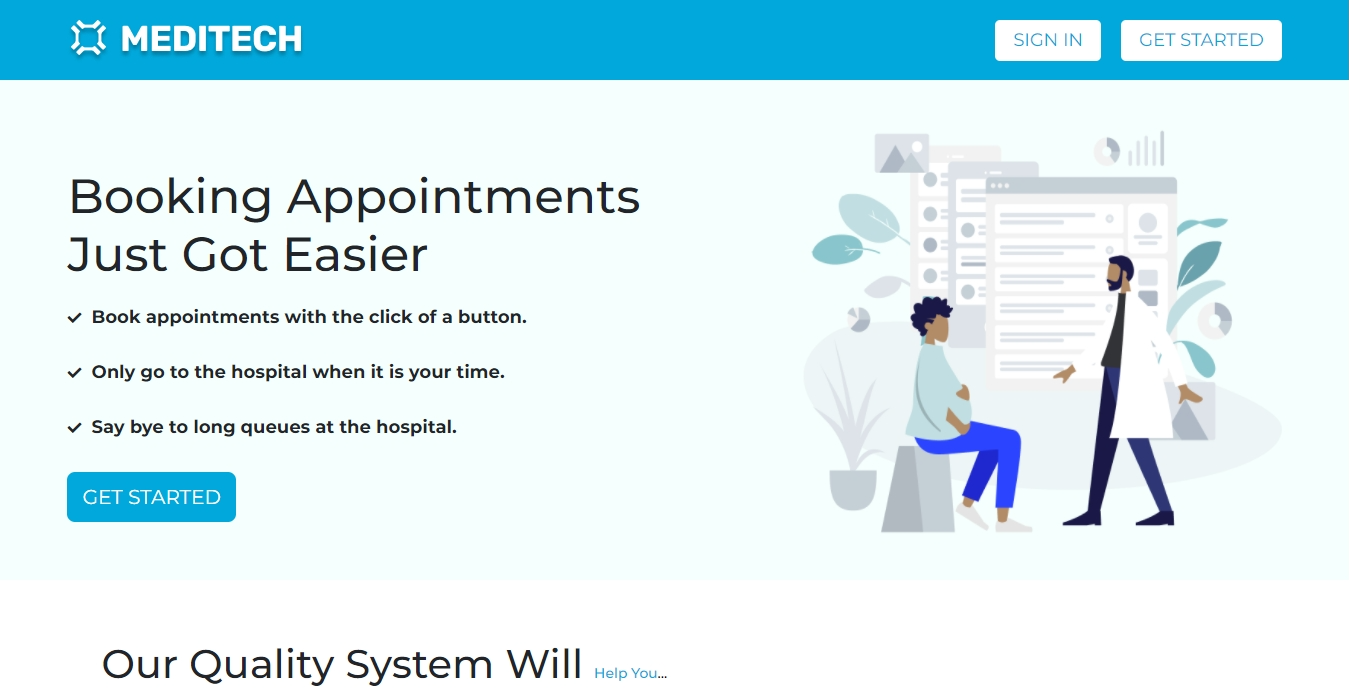 MEDITECH
SIGN IN
GET STARTED
Booking Appointments
Just Got Easier
Book appointments with the click of a button.
Only go to the hospital when it is your time.
Say bye to long queues at the hospital.
GET STARTED
Our Quality System Will Help You...